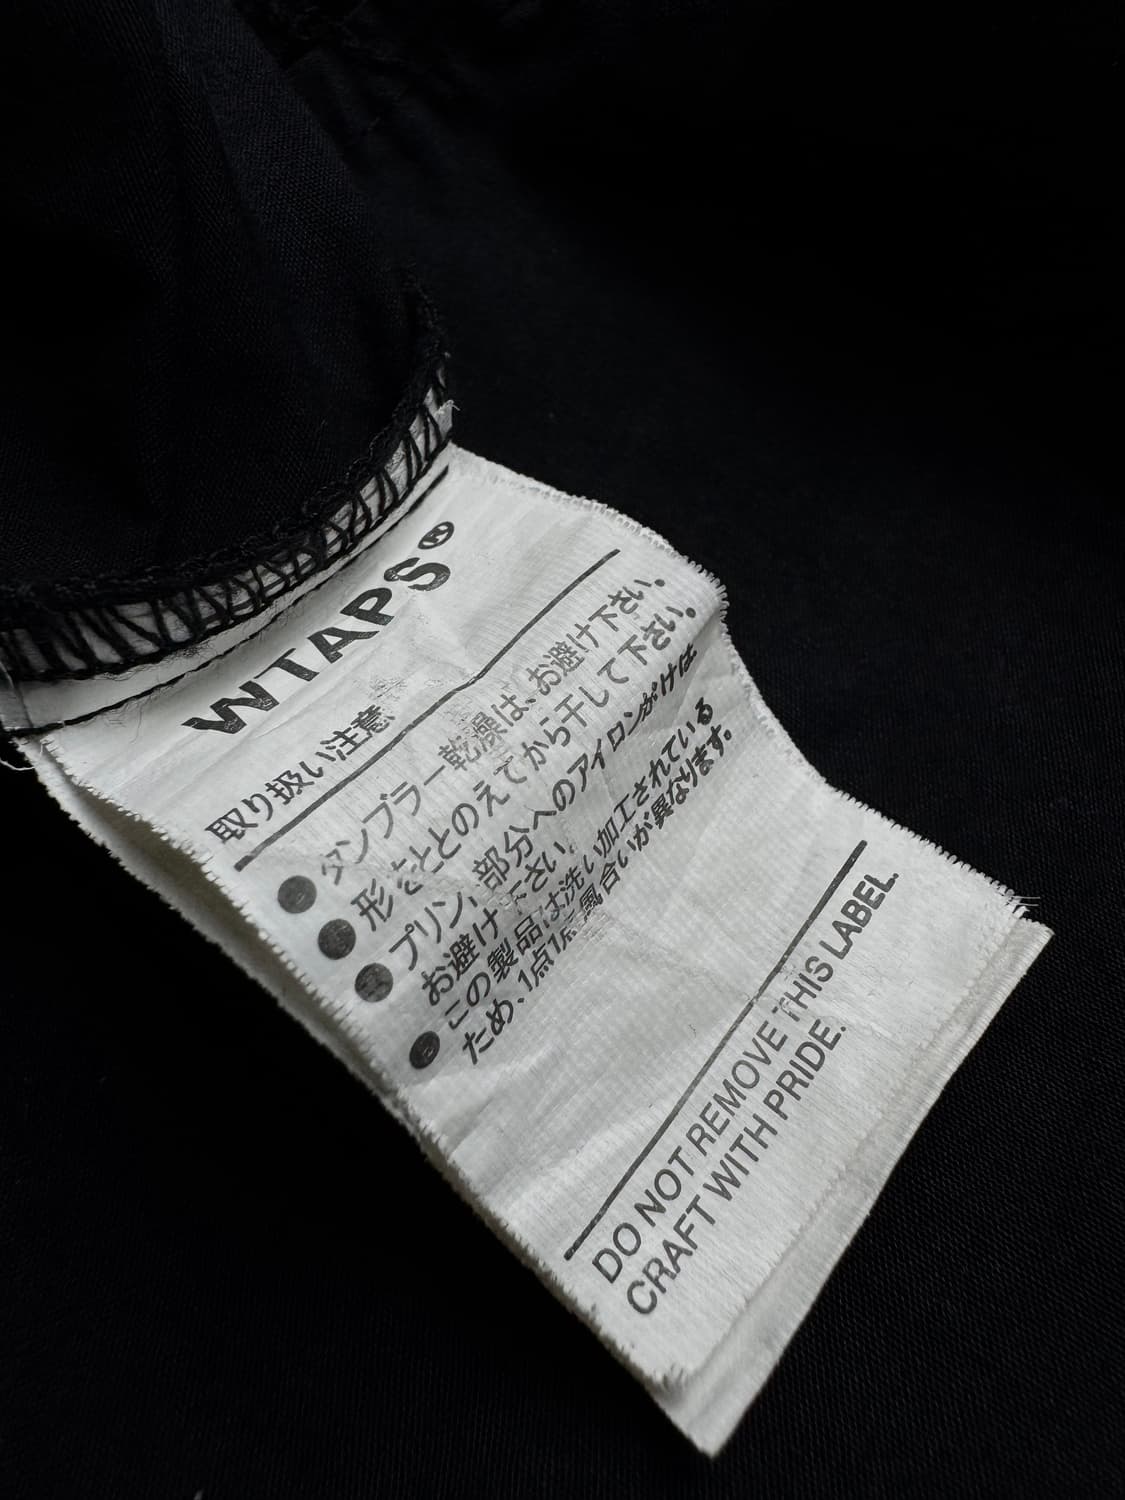 WTAPS®
取り扱い注意
● タンブラー乾燥は、お避け下さい。
● 形をととのえてから干して下さい。
● プリント部分へのアイロンがけは
お避け下さい。
● この製品は洗い加工されている
ため、1点1点風合いが異なります。
DO NOT REMOVE THIS LABEL.
CRAFT WITH PRIDE.